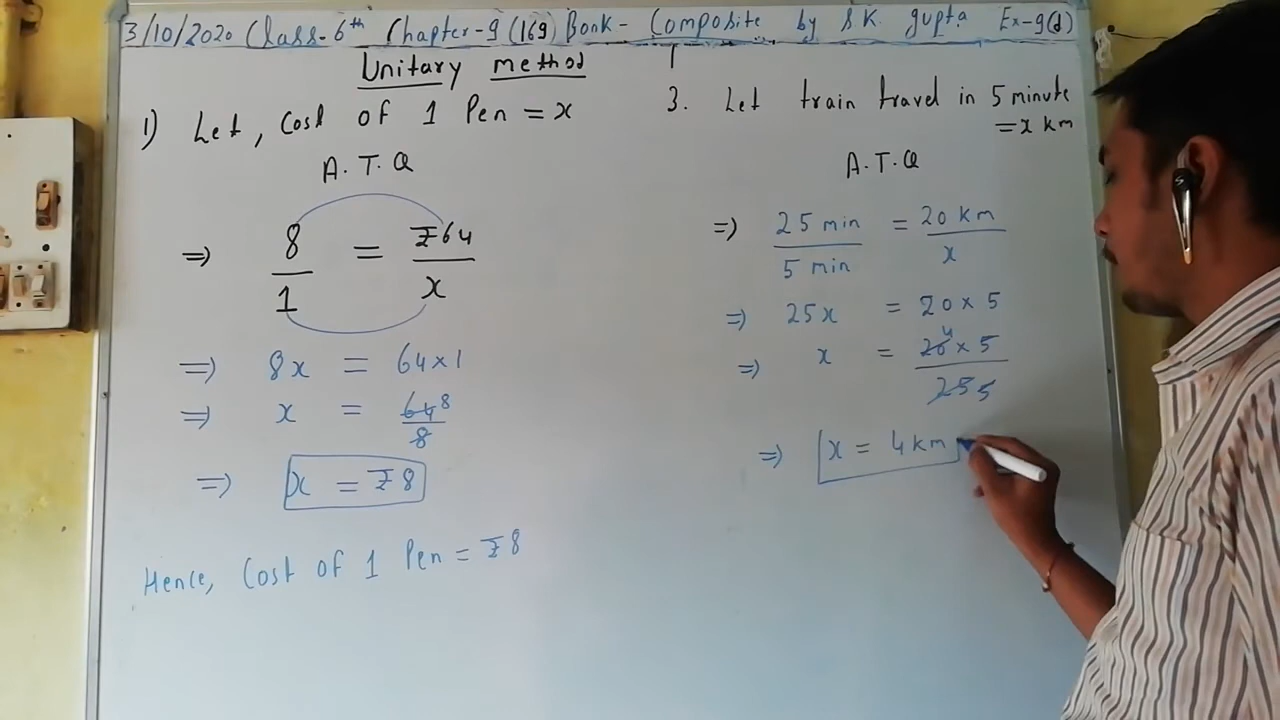 3/10/2020 Class-6th Chapter-9 (169) Book- Composite by S K gupta Ex-9(d)
Unitary method
1) Let, Cost of 1 Pen = x
A.T.Q
=> 8/1 = ₹64/x
=> 8x = 64×1
=> x = 64/8 8
=> x = ₹8
Hence, Cost of 1 Pen = ₹8
3. Let train travel in 5 minute
= x km
A.T.Q
=> 25 min/5 min = 20 km/x
=> 25x = 20 × 5
=> x = 20 4 × 5/25 5
=> x = 4 km